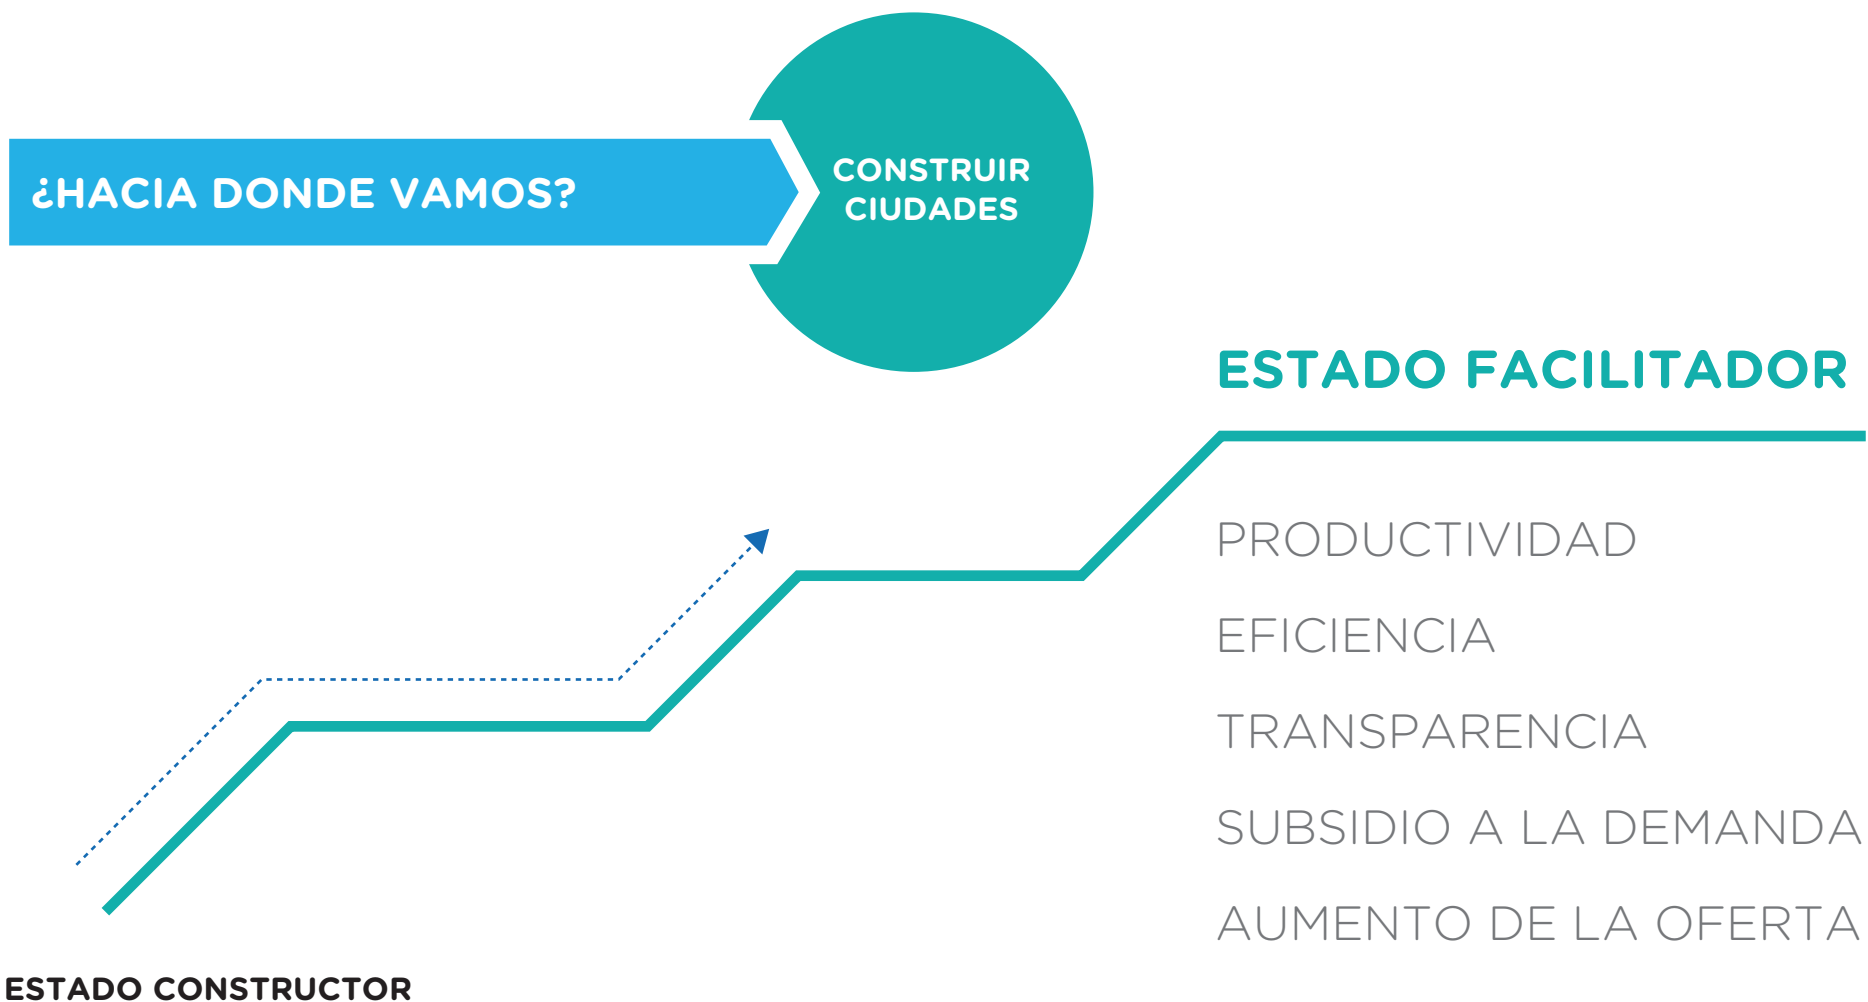 ¿HACIA DONDE VAMOS?
CONSTRUIR
CIUDADES
ESTADO FACILITADOR
PRODUCTIVIDAD
EFICIENCIA
TRANSPARENCIA
SUBSIDIO A LA DEMANDA
AUMENTO DE LA OFERTA
ESTADO CONSTRUCTOR